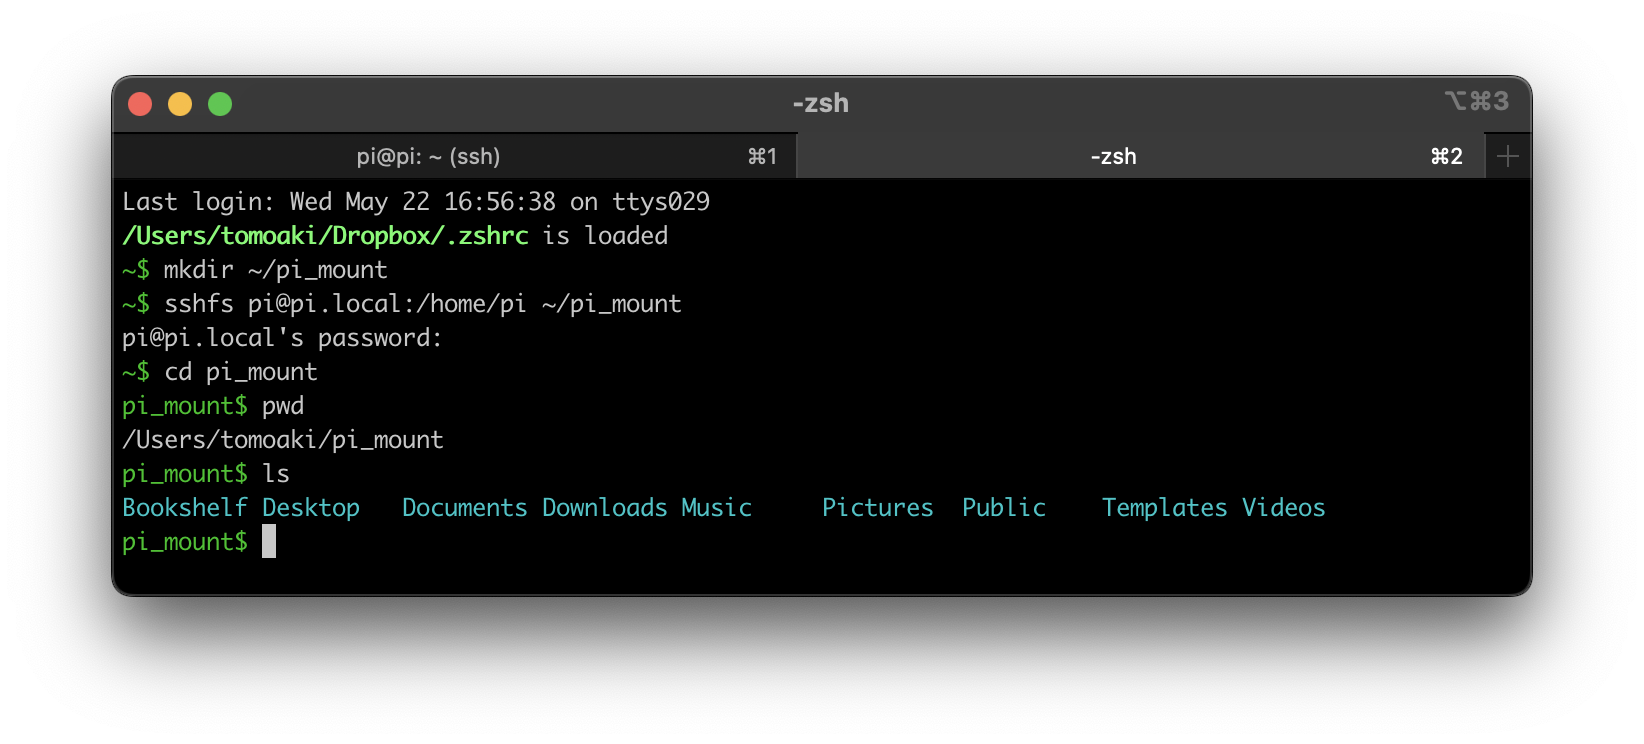 -zsh
⌥⌘3
pi@pi: ~ (ssh) ⌘1
-zsh ⌘2
Last login: Wed May 22 16:56:38 on ttys029
/Users/tomoaki/Dropbox/.zshrc is loaded
~$ mkdir ~/pi_mount
~$ sshfs pi@pi.local:/home/pi ~/pi_mount
pi@pi.local's password:
~$ cd pi_mount
pi_mount$ pwd
/Users/tomoaki/pi_mount
pi_mount$ ls
Bookshelf Desktop   Documents Downloads Music     Pictures  Public    Templates Videos
pi_mount$